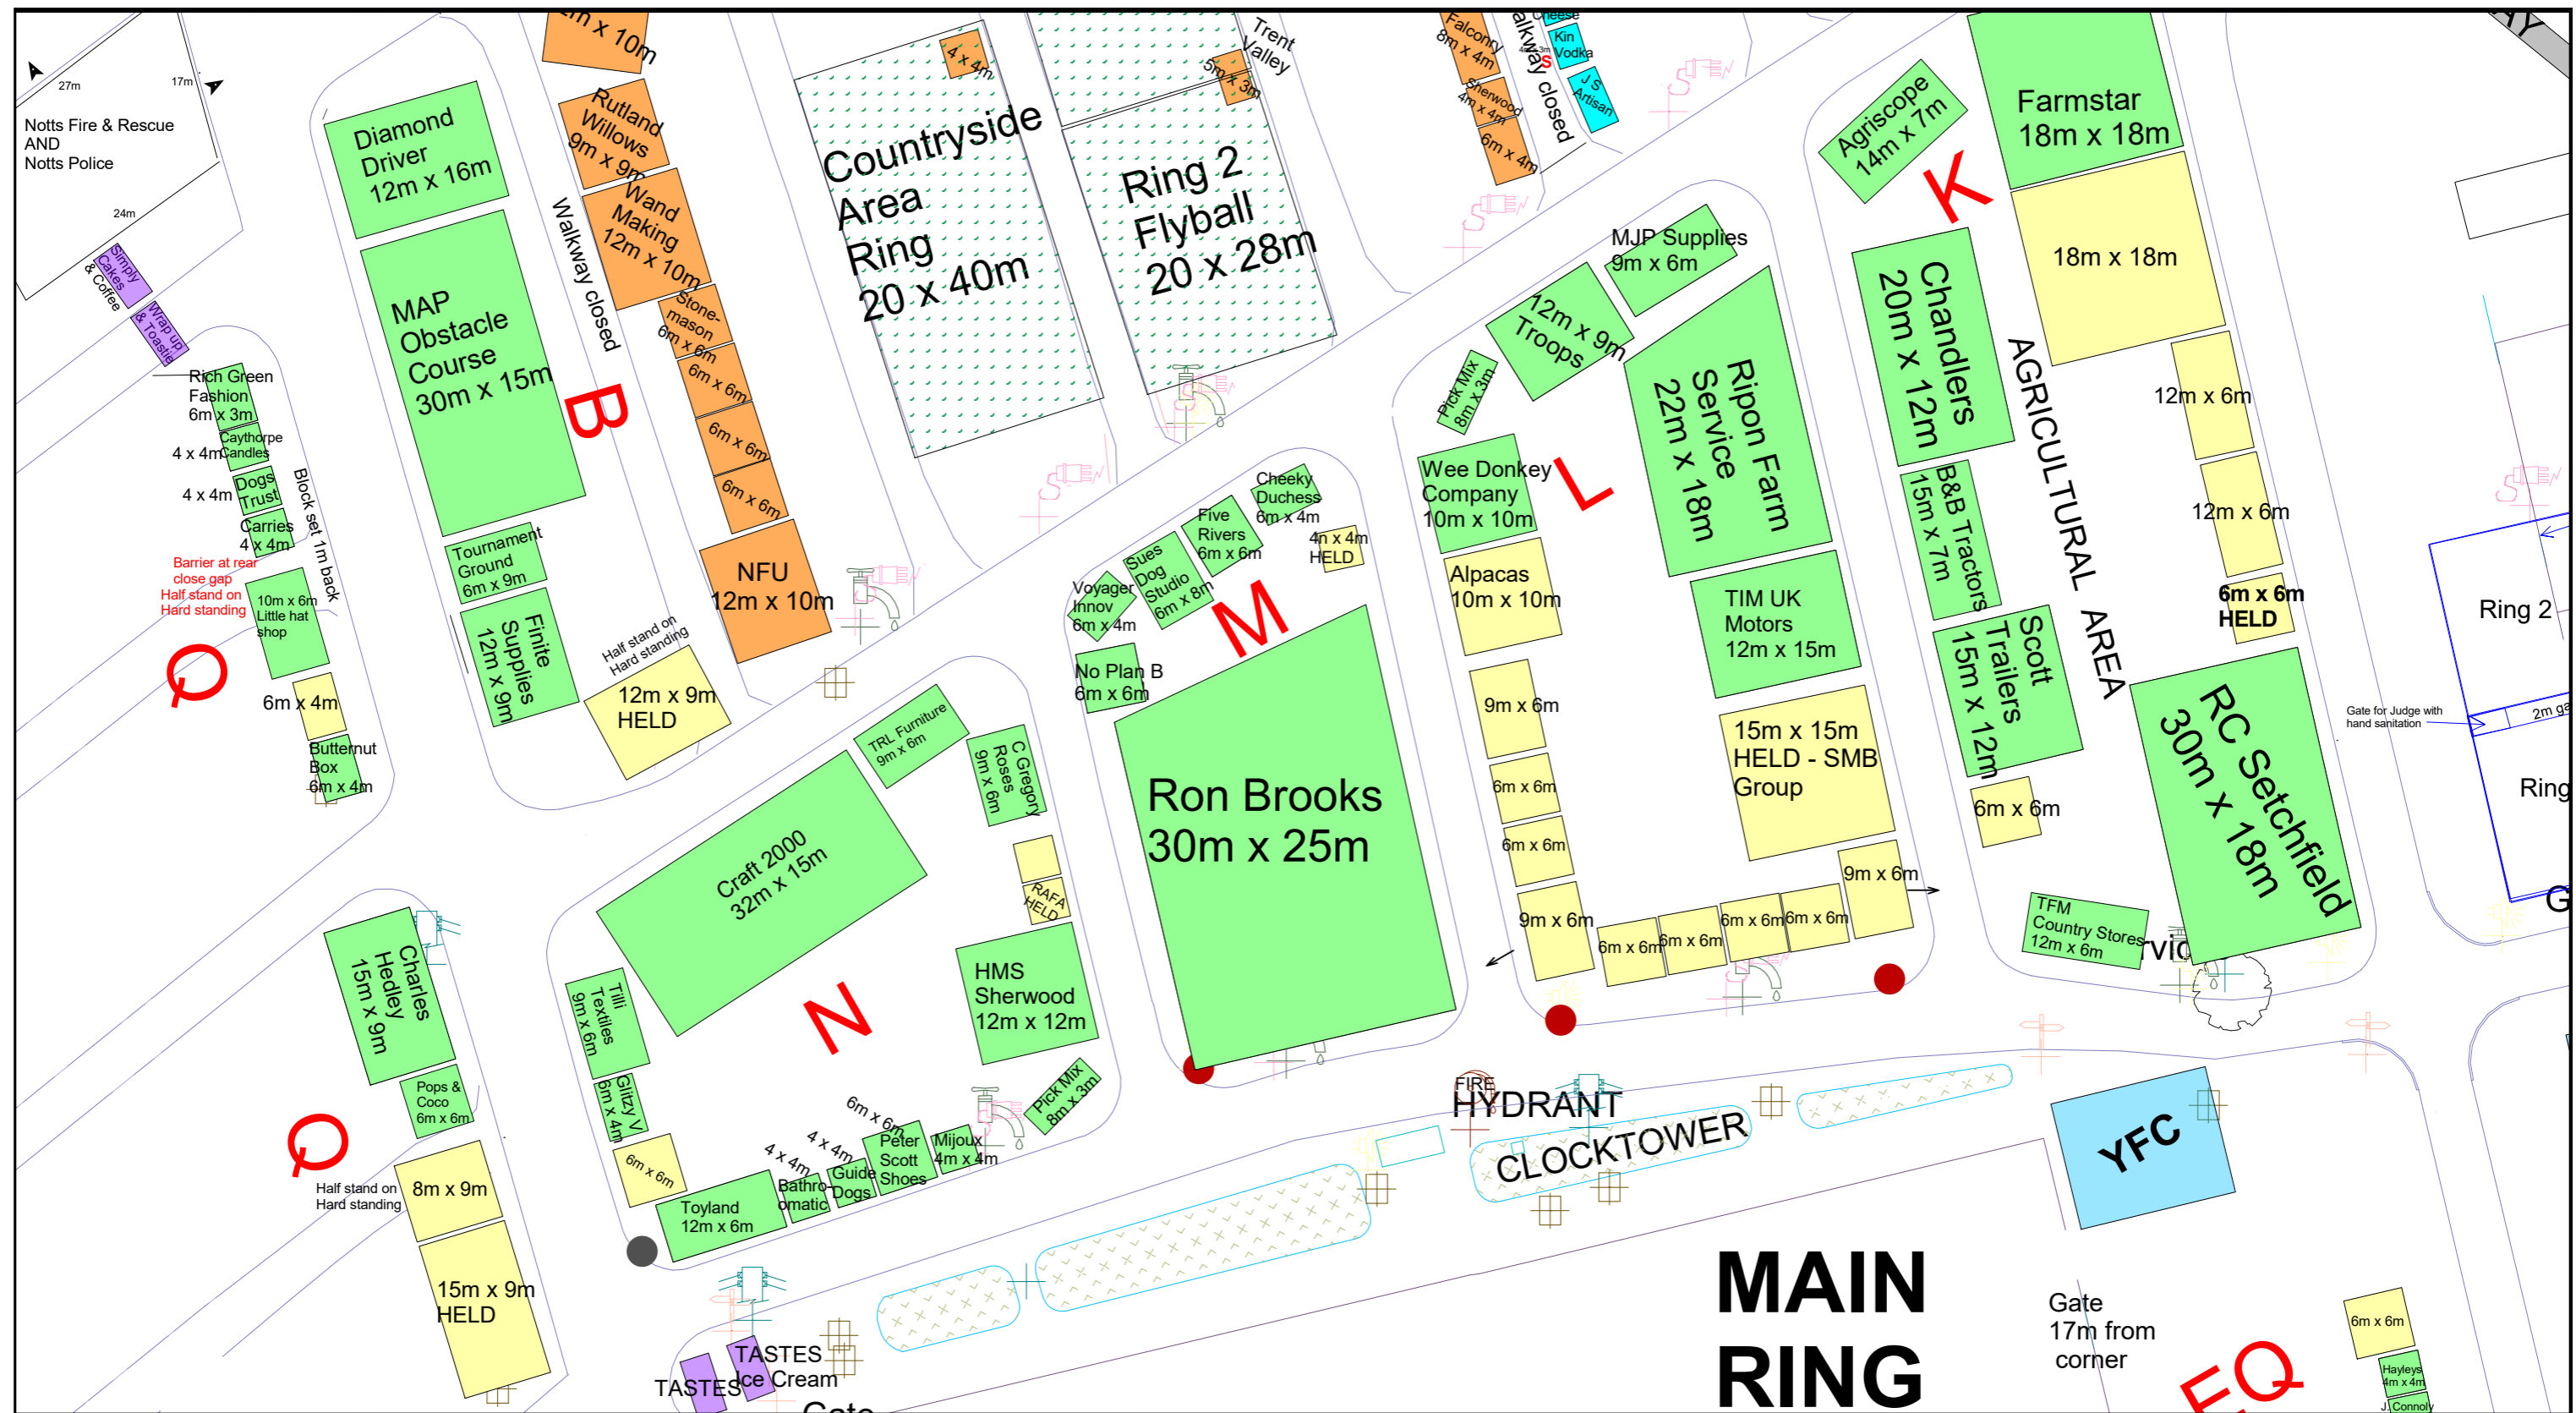 27m
17m
Notts Fire & Rescue
AND
Notts Police
24m
Simply
Cakes
& Coffee
Wrap up
& Toastie
Rich Green
Fashion
6m x 3m
Caythorpe
Candles
4 x 4m
Dogs
Trust
4 x 4m
Carries
4 x 4m
Block set 1m back
Barrier at rear
close gap
Half stand on
Hard standing
10m x 6m
Little hat
shop
Q
6m x 4m
Butternut
Box
6m x 4m
Diamond
Driver
12m x 16m
MAP
Obstacle
Course
30m x 15m
Tournament
Ground
6m x 9m
Finite
Supplies
12m x 9m
Walkway closed
B
x 10m
Rutland
Willows
9m x 9m
Wand
Making
12m x 10m
Stone-
mason
6m x 6m
6m x 6m
6m x 6m
6m x 6m
NFU
12m x 10m
Half stand on
Hard standing
12m x 9m
HELD
4 x 4m
Countryside
Area
Ring
20 x 40m
Trent
Valley
5m x 3m
Ring 2
Flyball
20 x 28m
Falconry
8m x 4m
Sherwood
4m x 4m
6m x 4m
alkway closed
Cheese
Kin
Vodka
S
J S
Artisan
Agriscope
14m x 7m
K
Farmstar
18m x 18m
18m x 18m
AY
MJP Supplies
9m x 6m
12m x 9m
Troops
Pick Mix
8m x 3m
Ripon Farm
Service
22m x 18m
L
Wee Donkey
Company
10m x 10m
Alpacas
10m x 10m
TIM UK
Motors
12m x 15m
15m x 15m
HELD - SMB
Group
9m x 6m
6m x 6m
6m x 6m
9m x 6m
6m x 6m
6m x 6m
6m x 6m
6m x 6m
9m x 6m
Chandlers
20m x 12m
B&B Tractors
15m x 7m
Scott
Trailers
15m x 12m
6m x 6m
AGRICULTURAL AREA
12m x 6m
12m x 6m
6m x 6m
HELD
RC Setchfield
30m x 18m
TFM
Country Stores
12m x 6m
rvic
Ring 2
Gate for Judge with
hand sanitation
2m ga
Ring
G
Cheeky
Duchess
6m x 4m
Five
Rivers
6m x 6m
4n x 4m
HELD
Sues
Dog
Studio
6m x 8m
Voyager
Innov
6m x 4m
M
No Plan B
6m x 6m
Ron Brooks
30m x 25m
TRL Furniture
9m x 6m
C Gregory
Roses
9m x 6m
Craft 2000
32m x 15m
RAFA
HELD
HMS
Sherwood
12m x 12m
N
Tilli
Textiles
9m x 6m
Glitzy V
6m x 4m
6m x 6m
Toyland
12m x 6m
4 x 4m
Bathro-
omatic
4 x 4m
Guide
Dogs
6m x 6m
Peter
Scott
Shoes
Mijoux
4m x 4m
Pick Mix
8m x 3m
Charles
Hedley
15m x 9m
Pops &
Coco
6m x 6m
Q
Half stand on
Hard standing
8m x 9m
15m x 9m
HELD
TASTES
Ice Cream
TASTES
Gate
FIRE
HYDRANT
CLOCKTOWER
YFC
MAIN
RING
Gate
17m from
corner
EQ
6m x 6m
Hayleys
4m x 4m
J. Connoly